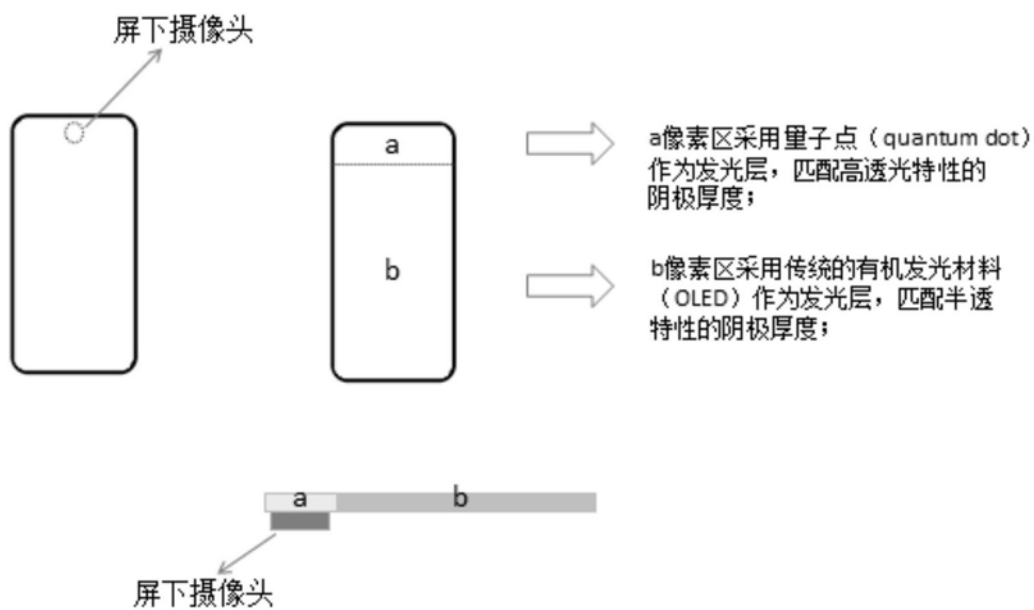 屏下摄像头
a
b
a像素区采用量子点（quantum dot）
作为发光层，匹配高透光特性的
阴极厚度；
b像素区采用传统的有机发光材料
（OLED）作为发光层，匹配半透
特性的阴极厚度；
a
b
屏下摄像头